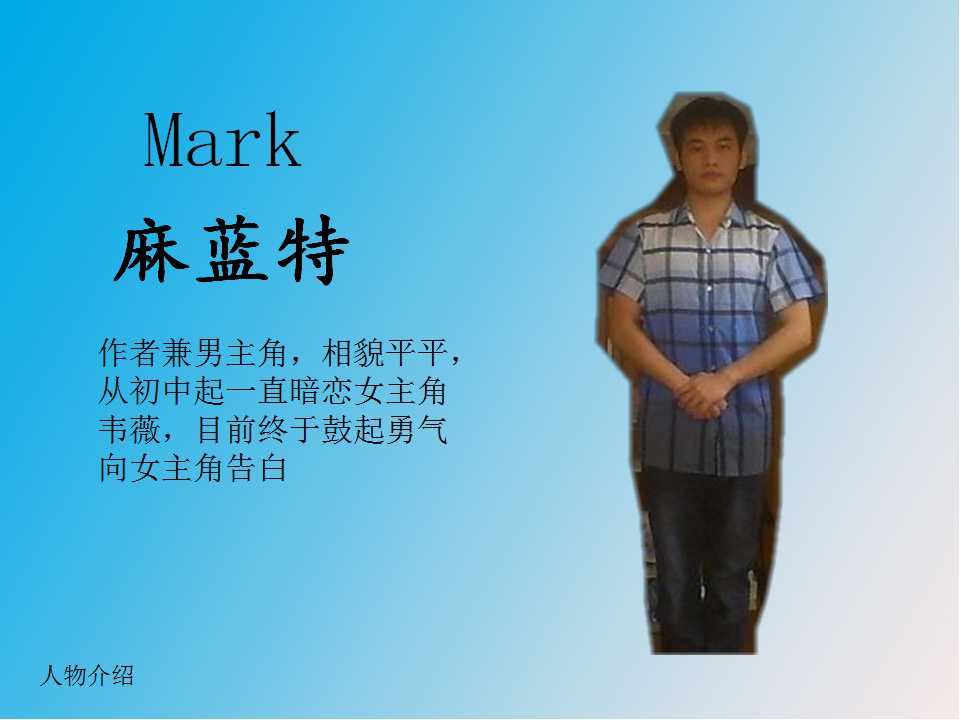 Mark
麻蓝特
作者兼男主角，相貌平平，
从初中起一直暗恋女主角
韦薇，目前终于鼓起勇气
向女主角告白
人物介绍